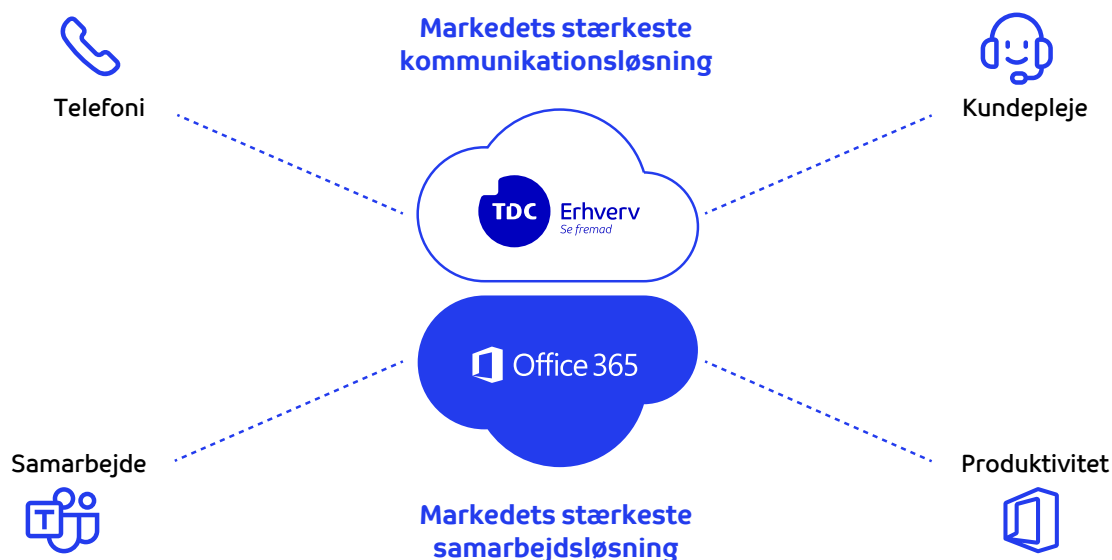 Markedets stærkeste
kommunikationsløsning
Telefoni
Kundepleje
TDC Erhverv
Se fremad
Office 365
Samarbejde
Produktivitet
T
Markedets stærkeste
samarbejdsløsning